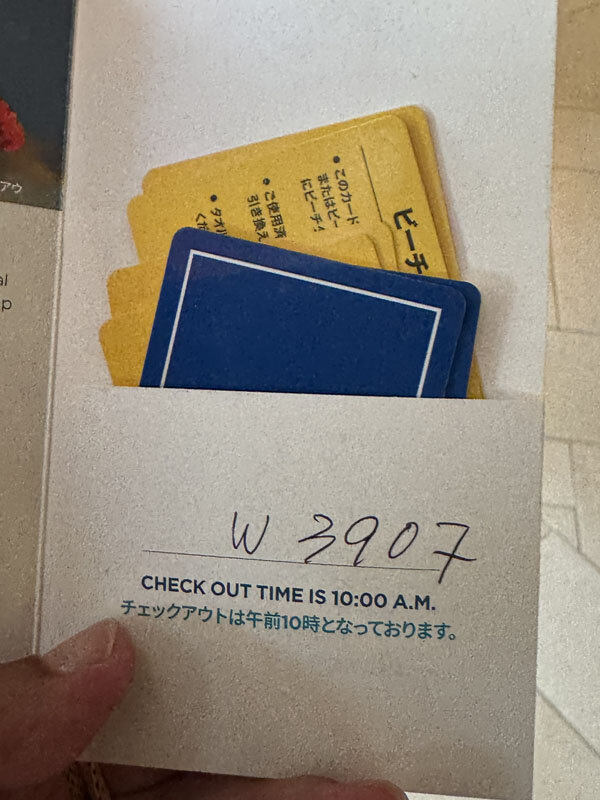 アウ
al
p
ビーチ
● このカード
またはビー
にビーチ
● ご使用済
引き換え
● タオ
くだ
W 3907
CHECK OUT TIME IS 10:00 A.M.
チェックアウトは午前10時となっております。